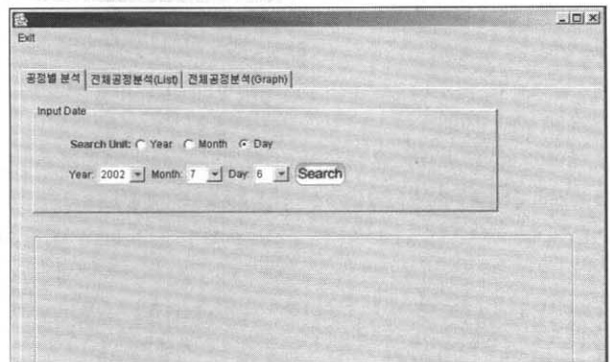 Exit
공정별 분석 전체공정분석(List) 전체공정분석(Graph)
Input Date
Search Unit: Year Month Day
Year: 2002 Month: 7 Day: 6 Search